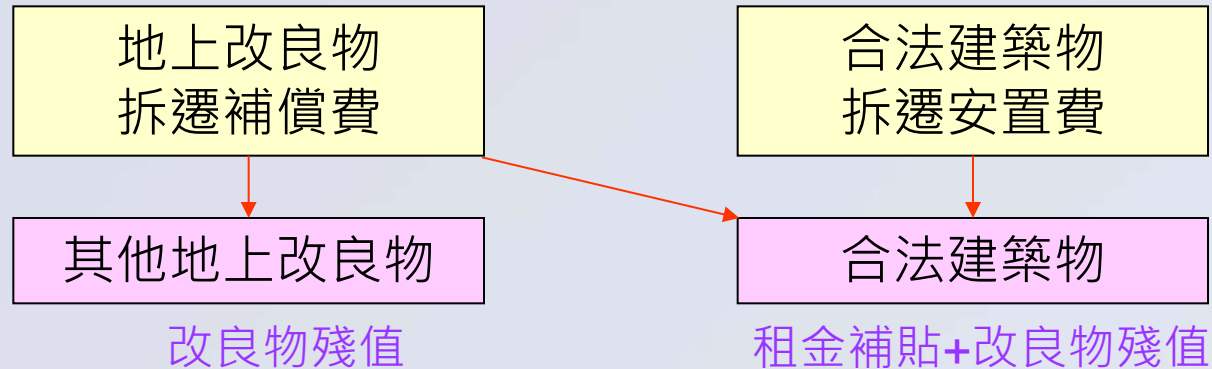 地上改良物
拆遷補償費
合法建築物
拆遷安置費
其他地上改良物
合法建築物
改良物殘值
租金補貼+改良物殘值